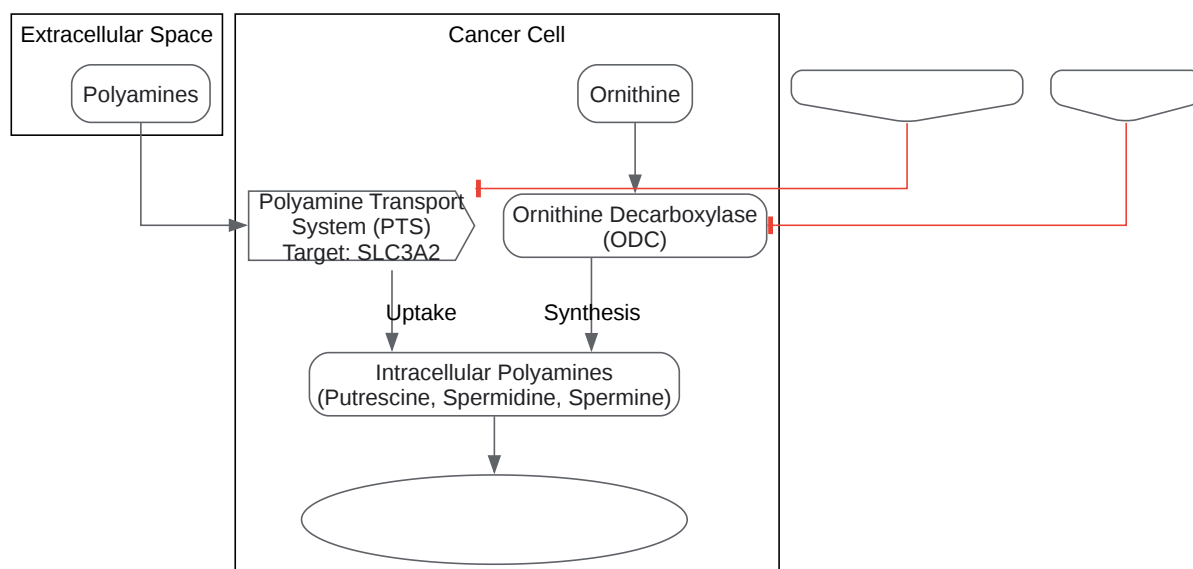 Extracellular Space
Cancer Cell
Polyamines
Ornithine
Polyamine Transport
System (PTS)
Target: SLC3A2
Ornithine Decarboxylase
(ODC)
Uptake
Synthesis
Intracellular Polyamines
(Putrescine, Spermidine, Spermine)